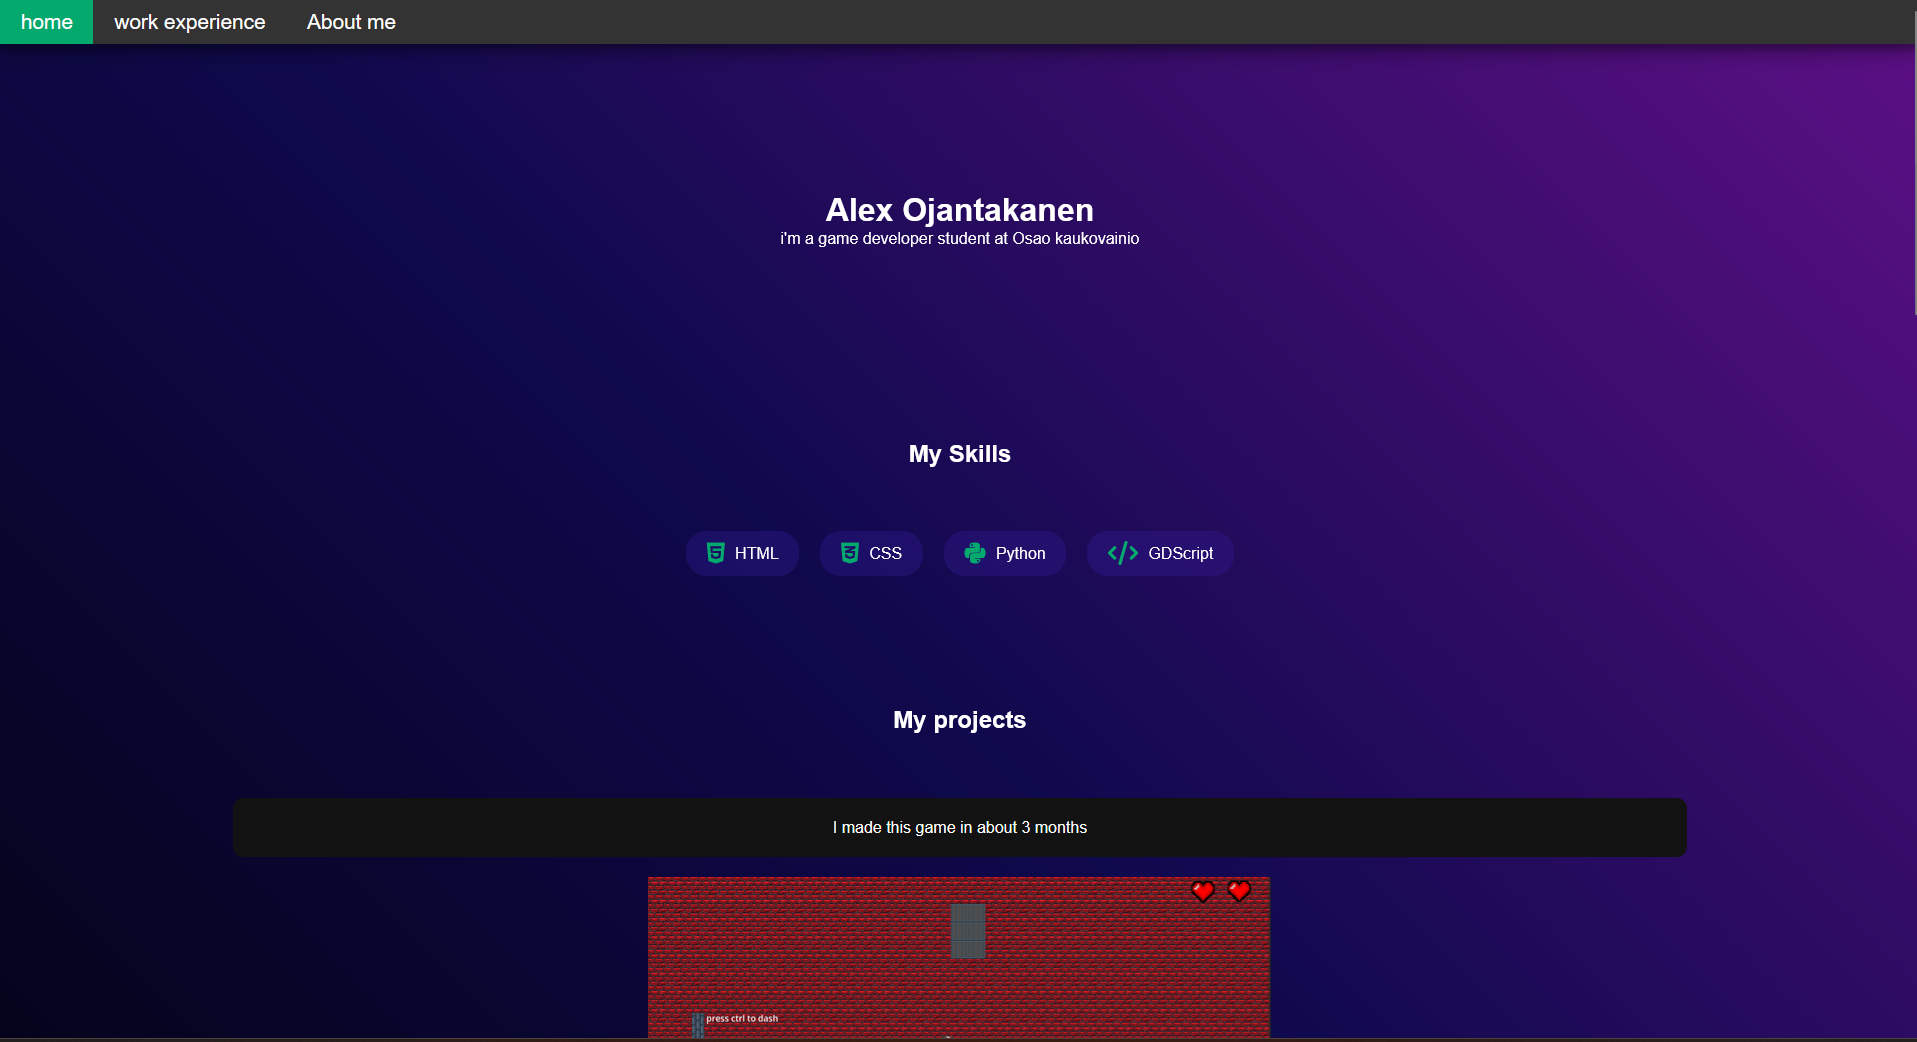 home work experience About me
Alex Ojantakanen
i'm a game developer student at Osao kaukovainio
My Skills
HTML CSS Python GDScript
My projects
I made this game in about 3 months
press ctrl to dash